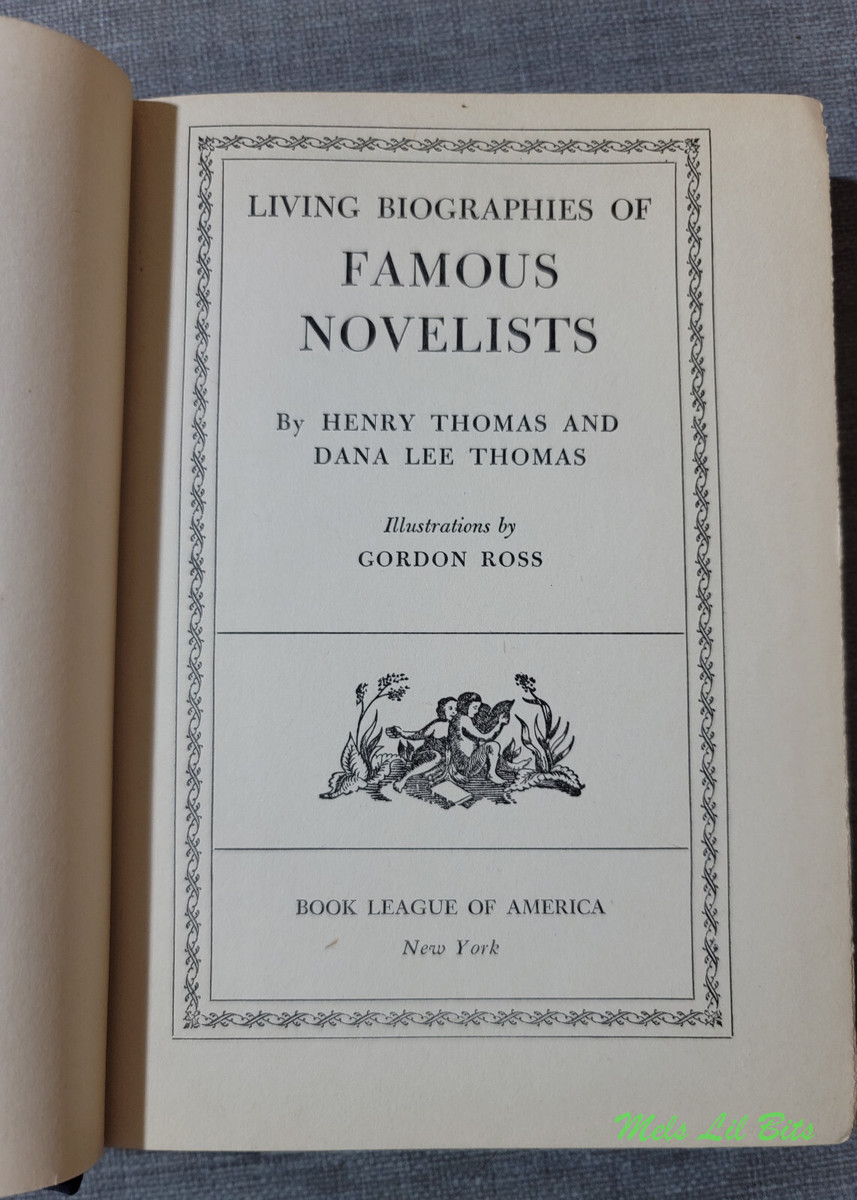 LIVING BIOGRAPHIES OF
FAMOUS
NOVELISTS
By HENRY THOMAS AND
DANA LEE THOMAS
Illustrations by
GORDON ROSS
BOOK LEAGUE OF AMERICA
New York
Mels Lil Bits